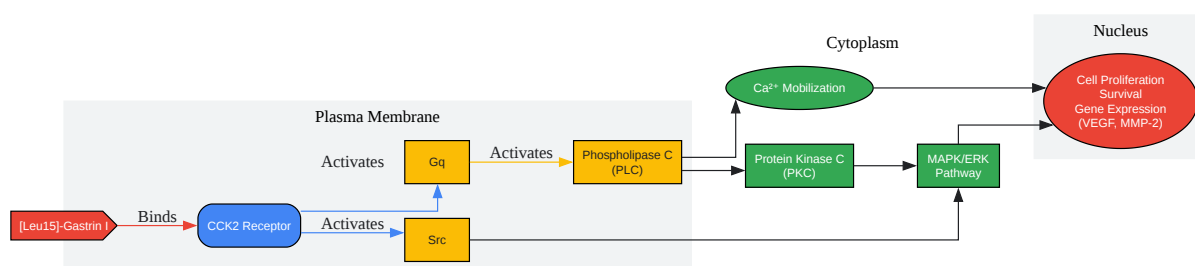 Nucleus
Cytoplasm
Cell Proliferation
Survival
Gene Expression
(VEGF, MMP-2)
Ca²⁺ Mobilization
Plasma Membrane
Activates
Gq
Activates
Phospholipase C
(PLC)
Protein Kinase C
(PKC)
MAPK/ERK
Pathway
[Leu15]-Gastrin I
Binds
CCK2 Receptor
Activates
Src